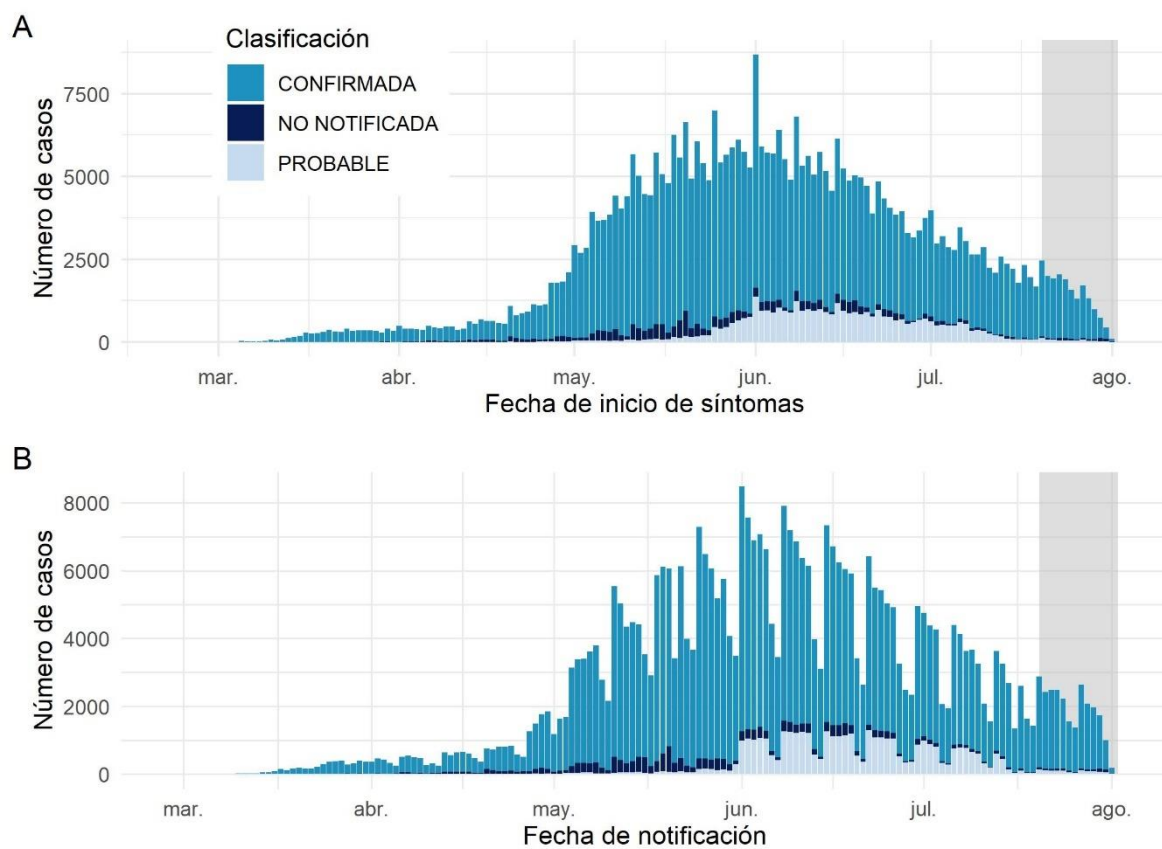 A
Clasificación
CONFIRMADA
NO NOTIFICADA
PROBABLE
Número de casos
7500
5000
2500
0
mar.
abr.
may.
jun.
jul.
ago.
Fecha de inicio de síntomas
B
Número de casos
8000
6000
4000
2000
0
mar.
abr.
may.
jun.
jul.
ago.
Fecha de notificación